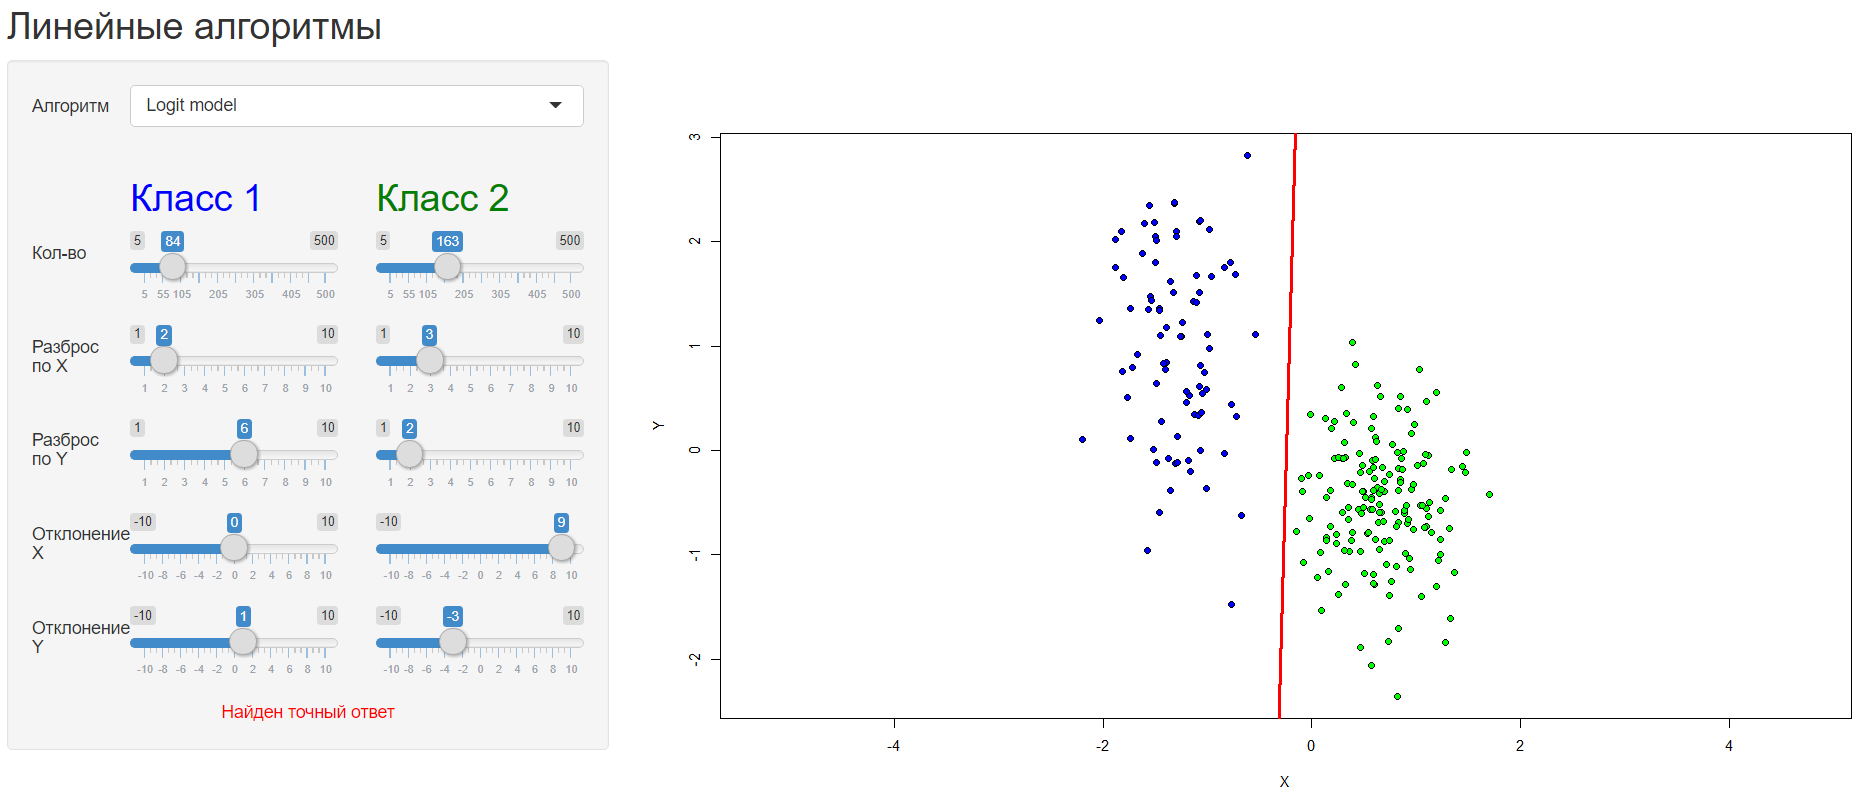 Линейные алгоритмы
Алгоритм Logit model
Класс 1 Класс 2
5 84 500 5 163 500
Кол-во
5 55 105 205 305 405 500 5 55 105 205 305 405 500
1 2 10 1 3 10
Разброс
по X
1 2 3 4 5 6 7 8 9 10 1 2 3 4 5 6 7 8 9 10
1 6 10 1 2 10
Разброс
по Y
1 2 3 4 5 6 7 8 9 10 1 2 3 4 5 6 7 8 9 10
-10 0 10 -10 9
Отклонение
X
-10 -8 -6 -4 -2 0 2 4 6 8 10 -10 -8 -6 -4 -2 0 2 4 6 8 10
-10 1 10 -10 -3 10
Отклонение
Y
-10 -8 -6 -4 -2 0 2 4 6 8 10 -10 -8 -6 -4 -2 0 2 4 6 8 10
Найден точный ответ
3
2
1
0
-1
-2
Y
-4 -2 0 2 4
X